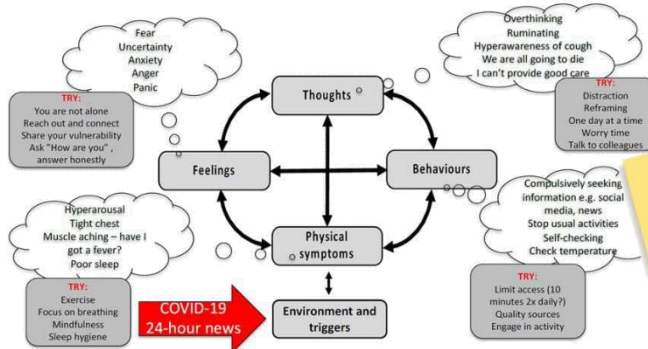 Fear
Uncertainty
Anxiety
Anger
Panic
TRY:
You are not alone
Reach out and connect
Share your vulnerability
Ask "How are you" ,
answer honestly
Overthinking
Ruminating
Hyperawareness of cough
We are all going to die
I can't provide good care
TRY:
Distraction
Reframing
One day at a time
Worry time
Talk to colleagues
Thoughts
Feelings
Behaviours
Physical
symptoms
Environment and
triggers
Hyperarousal
Tight chest
Muscle aching – have I
got a fever?
Poor sleep
TRY:
Exercise
Focus on breathing
Mindfulness
Sleep hygiene
COVID-19
24-hour news
Compulsively seeking
information e.g. social
media, news
Stop usual activities
Self-checking
Check temperature
TRY:
Limit access (10
minutes 2x daily?)
Quality sources
Engage in activity